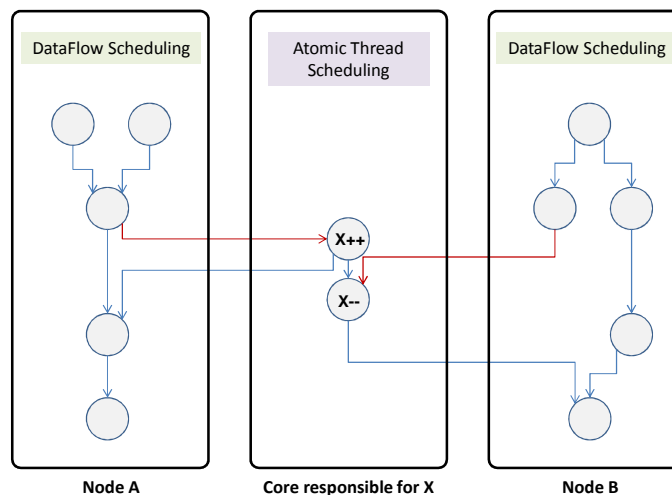 DataFlow Scheduling
Atomic Thread
Scheduling
DataFlow Scheduling
X++
X--
Node A
Core responsible for X
Node B